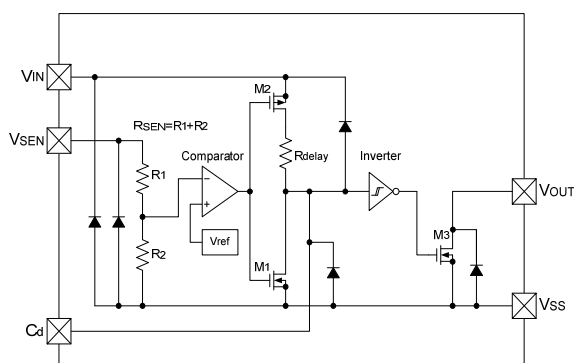 VIN
M2
VSEN
RSEN=R1+R2
Comparator
Rdelay
Inverter
R1
−
+
VOUT
Vref
R2
M1
M3
VSS
Cd